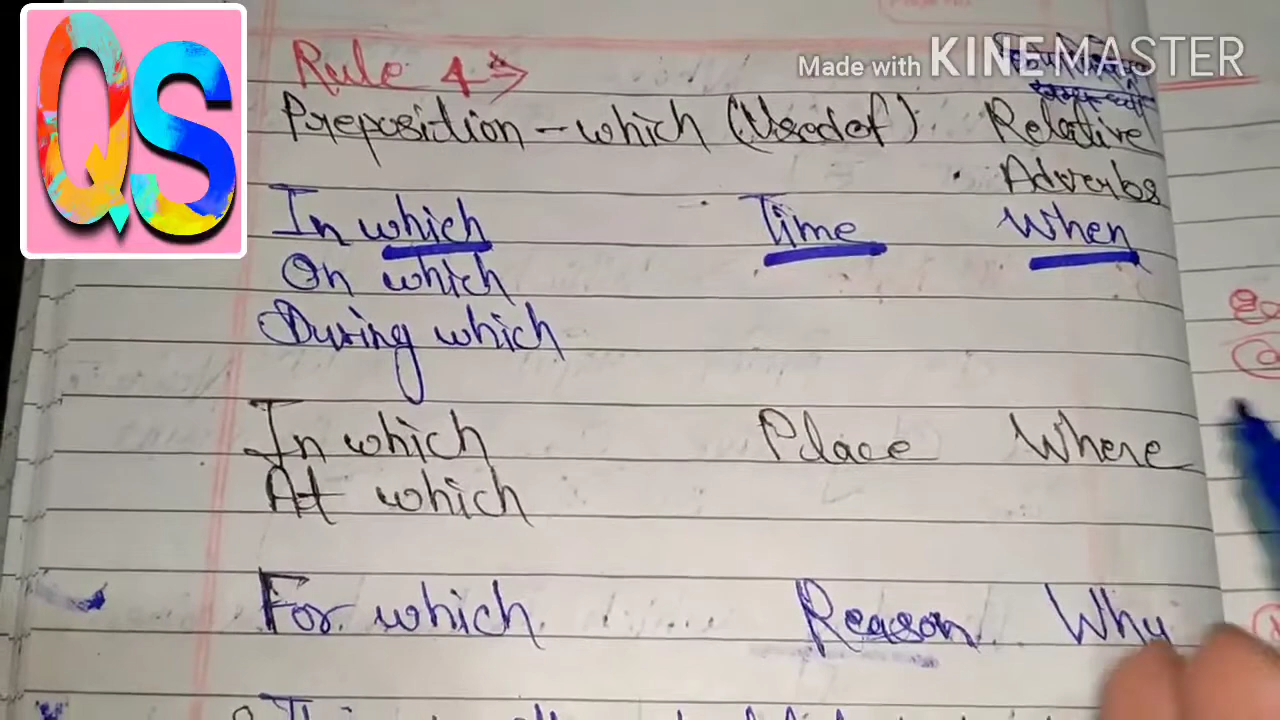 QS
Made with KINEMASTER
Rule 4 ⇒
Preposition - which (Used of) Relative
Adverbs
In which Time When
On which
During which
In which Place Where
At which
For which Reason Why